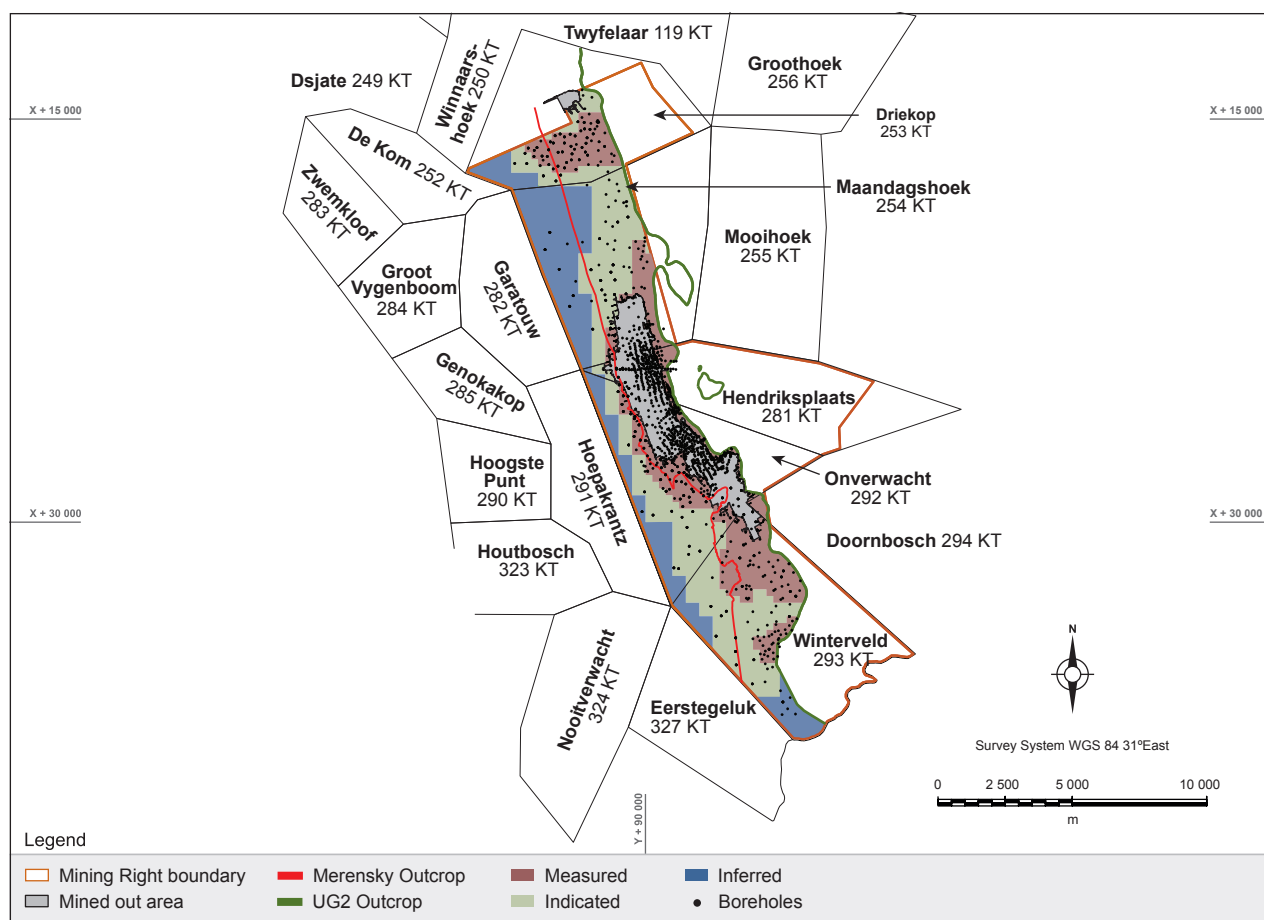 Twyfelaar 119 KT
Groothoek
256 KT
Winnaars-
hoek 250 KT
Dsjate 249 KT
X + 15 000
X + 15 000
Driekop
253 KT
De Kom 252 KT
Zwemkloof
283 KT
Maandagshoek
254 KT
Mooihoek
255 KT
Groot
Vygenboom
284 KT
Garatouw
282 KT
Genokakop
285 KT
Hendriksplaats
281 KT
Hoogste
Punt
290 KT
Hoepakrantz
291 KT
Onverwacht
292 KT
X + 30 000
X + 30 000
Doornbosch 294 KT
Houtbosch
323 KT
Winterveld
293 KT
Nooitverwacht
324 KT
Eerstegeluk
327 KT
N
Survey System WGS 84 31ºEast
0 2 500 5 000 10 000
m
Y + 90 000
Legend
Mining Right boundary Merensky Outcrop Measured Inferred
Mined out area UG2 Outcrop Indicated Boreholes